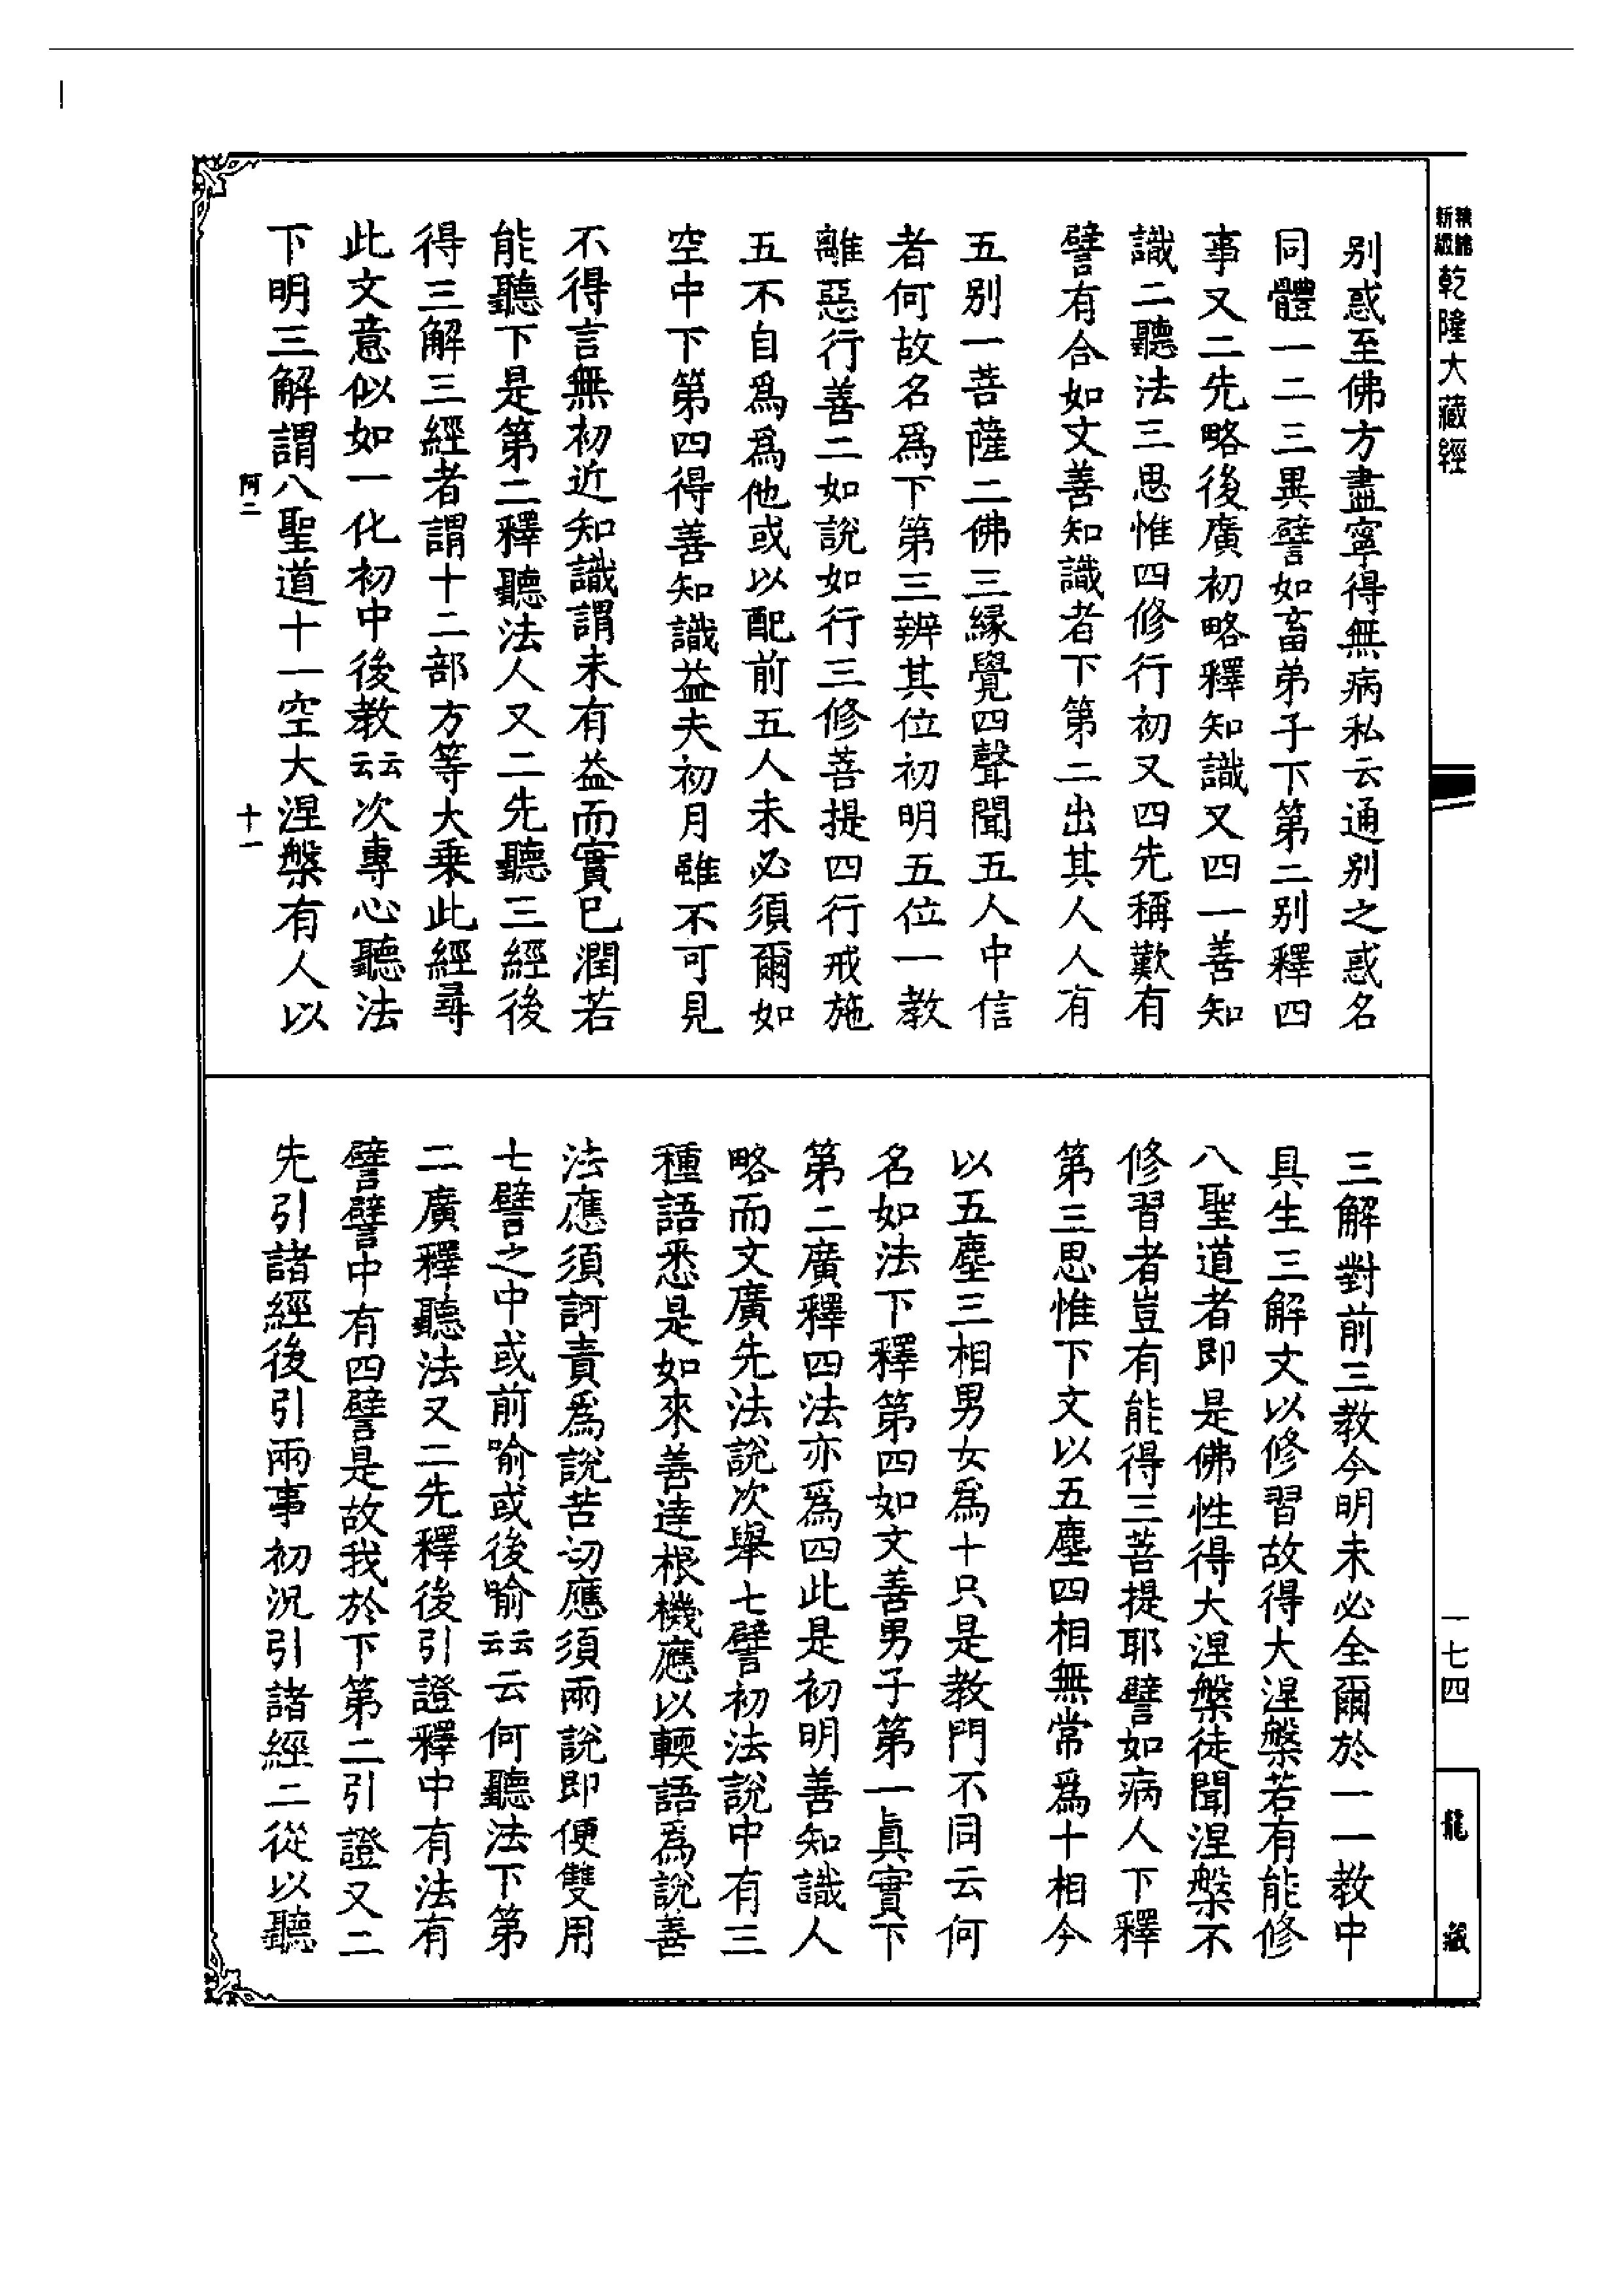 新編縮本乾隆大藏經
別惑至佛方盡寧得無病私云通別之惑名
同體一二三異譬如畜弟子下第二別釋四
事又二先略後廣初略釋知識又四一善知
識二聽法三思惟四修行初又四先稱歎有
譬有合如文善知識者下第二出其人人有
五別一菩薩二佛三緣覺四聲聞五人中信
者何故名爲下第三辨其位初明五位一教
離惡行善二如說如行三修菩提四行戒施
五不自爲爲他或以配前五人未必須爾如
空中下第四得善知識益夫初月雖不可見
不得言無初近知識謂未有益而實已潤若
能聽下是第二釋聽法人又二先聽三經後
得三解三經者謂十二部方等大乘此經尋
此文意似如一化初中後教云云次專心聽法
下明三解謂八聖道十一空大涅槃有人以
阿二 十一
三解對前三教今明未必全爾於一一教中
具生三解文以修習故得大涅槃若有能修
八聖道者即是佛性得大涅槃徒聞涅槃不
修習者豈有能得三菩提耶譬如病人下釋
第三思惟下文以五塵四相無常爲十相今
以五塵三相男女爲十只是教門不同云何
名如法下釋第四如文善男子第一眞實下
第二廣釋四法亦爲四此是初明善知識人
略而文廣先法說次舉七譬初法說中有三
種語悉是如來善達根機應以輭語爲說善
法應須訶責爲說苦切應須兩說即便雙用
七譬之中或前喻或後喻云云云何聽法下第
二廣釋聽法又二先釋後引證釋中有法有
譬譬中有四譬是故我於下第二引證又二
先引諸經後引兩事初況引諸經二從以聽
一七四
龍藏